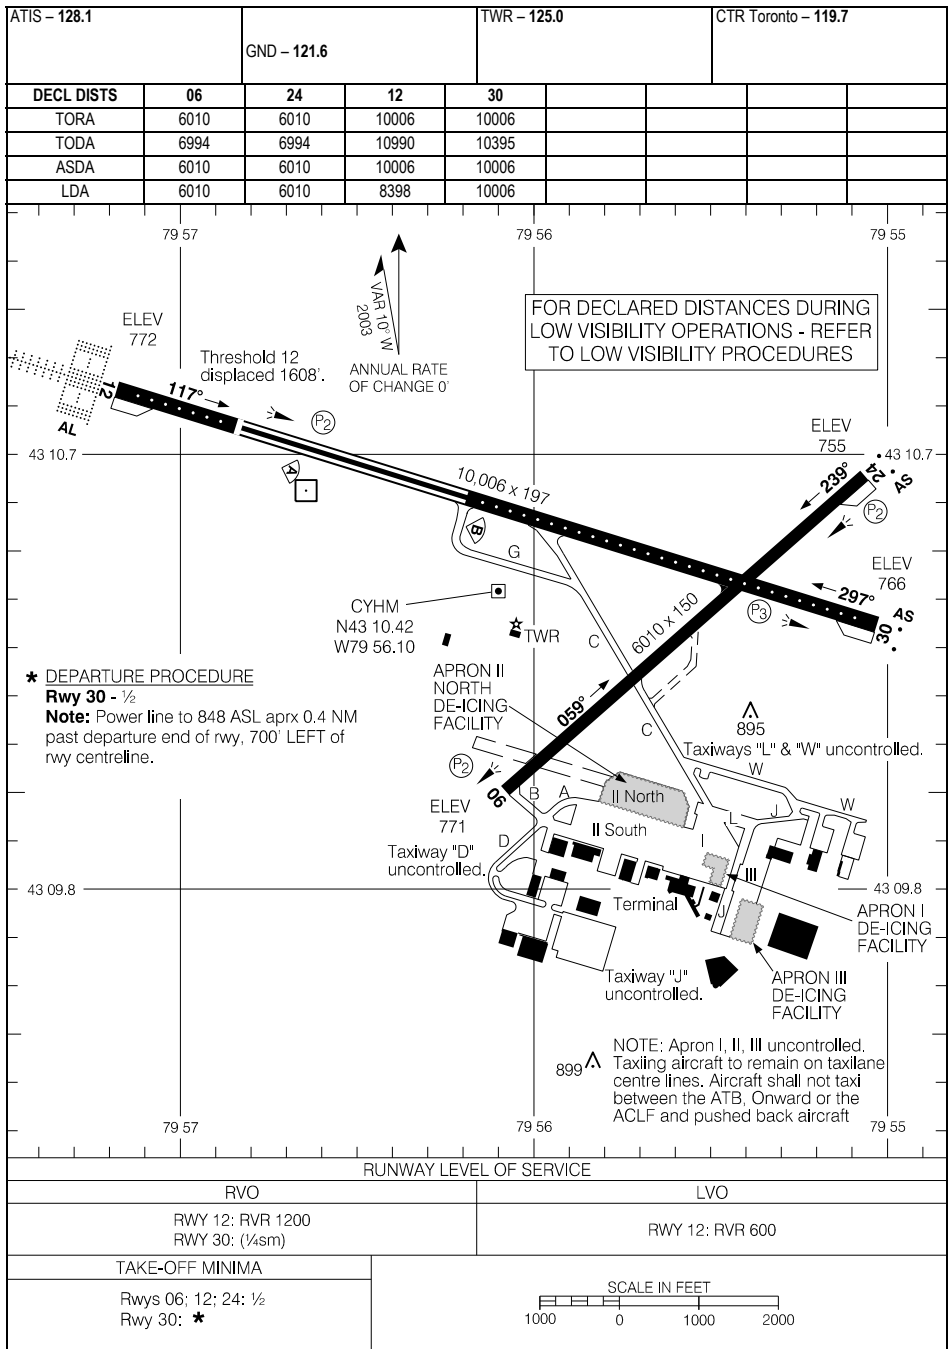 ATIS – 128.1
GND – 121.6
TWR – 125.0
CTR Toronto – 119.7
DECL DISTS 06 24 12 30
TORA 6010 6010 10006 10006
TODA 6994 6994 10990 10395
ASDA 6010 6010 10006 10006
LDA 6010 6010 8398 10006
79 57 79 56 79 55
VAR 10° W
2003
ANNUAL RATE
OF CHANGE 0'
FOR DECLARED DISTANCES DURING
LOW VISIBILITY OPERATIONS - REFER
TO LOW VISIBILITY PROCEDURES
ELEV
772
Threshold 12
displaced 1608'.
12
117°
P2
AL
ELEV
755
43 10.7
43 10.7
A
10,006 x 197
239°
24
AS
P2
B
G
ELEV
766
297°
AS
30
P3
CYHM
N43 10.42
W79 56.10
TWR
C
6010 x 150
* DEPARTURE PROCEDURE
Rwy 30 - ½
Note: Power line to 848 ASL aprx 0.4 NM
past departure end of rwy, 700' LEFT of
rwy centreline.
APRON II
NORTH
DE-ICING
FACILITY
059°
C
895
Taxiways "L" & "W" uncontrolled.
P2
06
W
W
B
A
II North
L
J
ELEV
771
II South
I
D
Taxiway "D"
uncontrolled.
43 09.8
43 09.8
III
Terminal
J
APRON I
DE-ICING
FACILITY
Taxiway "J"
uncontrolled.
APRON III
DE-ICING
FACILITY
899
NOTE: Apron I, II, III uncontrolled.
Taxiing aircraft to remain on taxilane
centre lines. Aircraft shall not taxi
between the ATB, Onward or the
ACLF and pushed back aircraft
79 57 79 56 79 55
RUNWAY LEVEL OF SERVICE
RVO
LVO
RWY 12: RVR 1200
RWY 30: (¼sm)
RWY 12: RVR 600
TAKE-OFF MINIMA
Rwys 06; 12; 24: ½
Rwy 30: *
SCALE IN FEET
1000 0 1000 2000